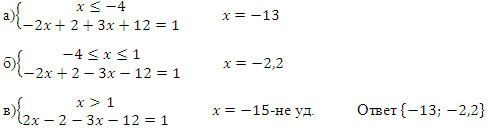 а){ x ≤ −4
−2x + 2 + 3x + 12 = 1 x = −13
б){ −4 ≤ x ≤ 1
−2x + 2 − 3x − 12 = 1 x = −2,2
в){ x > 1
2x − 2 − 3x − 12 = 1 x = −15-не уд. Ответ {−13; −2,2}